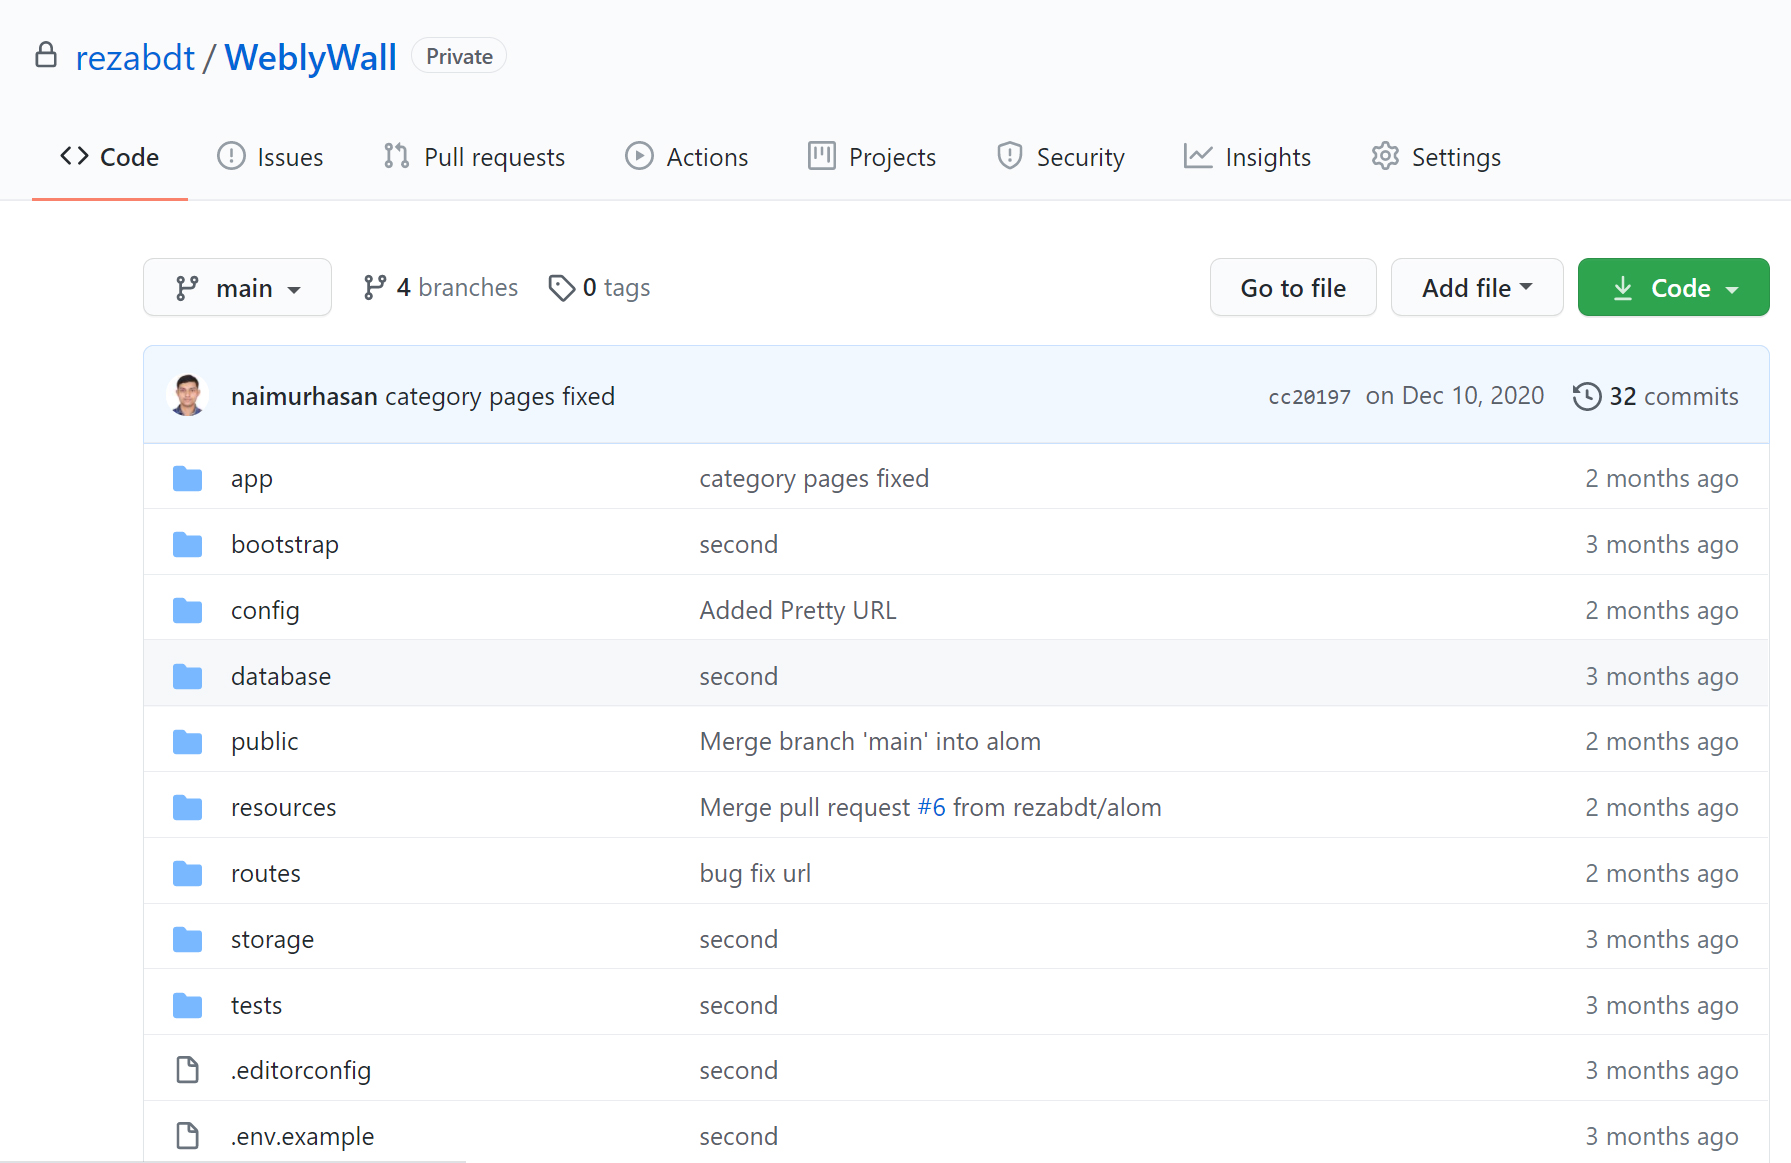 rezabdt / WeblyWall Private
Code Issues Pull requests Actions Projects Security Insights Settings
main 4 branches 0 tags Go to file Add file Code
naimurhasan category pages fixed cc20197 on Dec 10, 2020 32 commits
app category pages fixed 2 months ago
bootstrap second 3 months ago
config Added Pretty URL 2 months ago
database second 3 months ago
public Merge branch 'main' into alom 2 months ago
resources Merge pull request #6 from rezabdt/alom 2 months ago
routes bug fix url 2 months ago
storage second 3 months ago
tests second 3 months ago
.editorconfig second 3 months ago
.env.example second 3 months ago